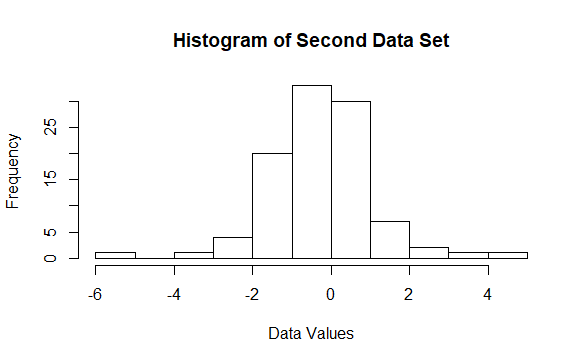 Histogram of Second Data Set
Frequency
25
15
5
0
-6 -4 -2 0 2 4
Data Values